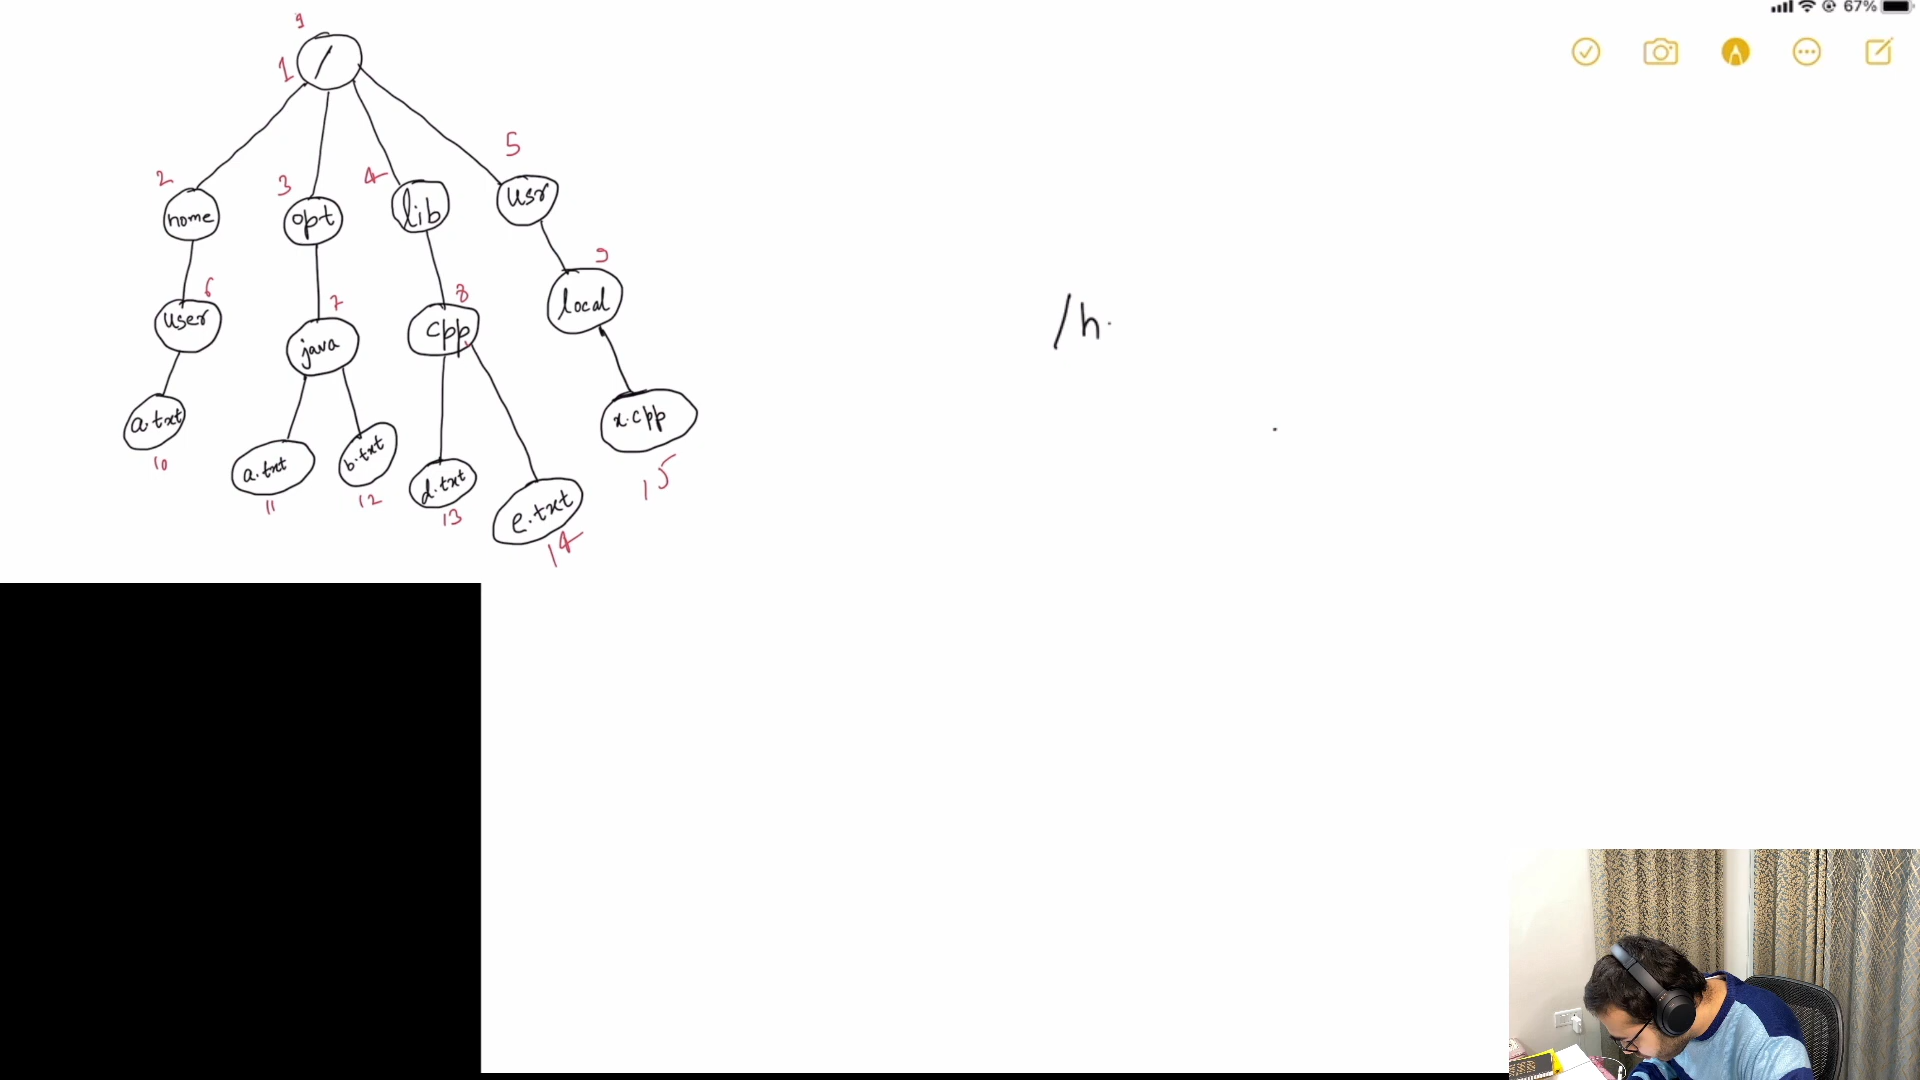 67%
9
1
/
5
2
3
4
home
opt
lib
usr
9
6
7
8
user
java
cpp
local
a.txt
x.cpp
10
a.txt
b.txt
11
12
d.txt
e.txt
13
14
15
/h